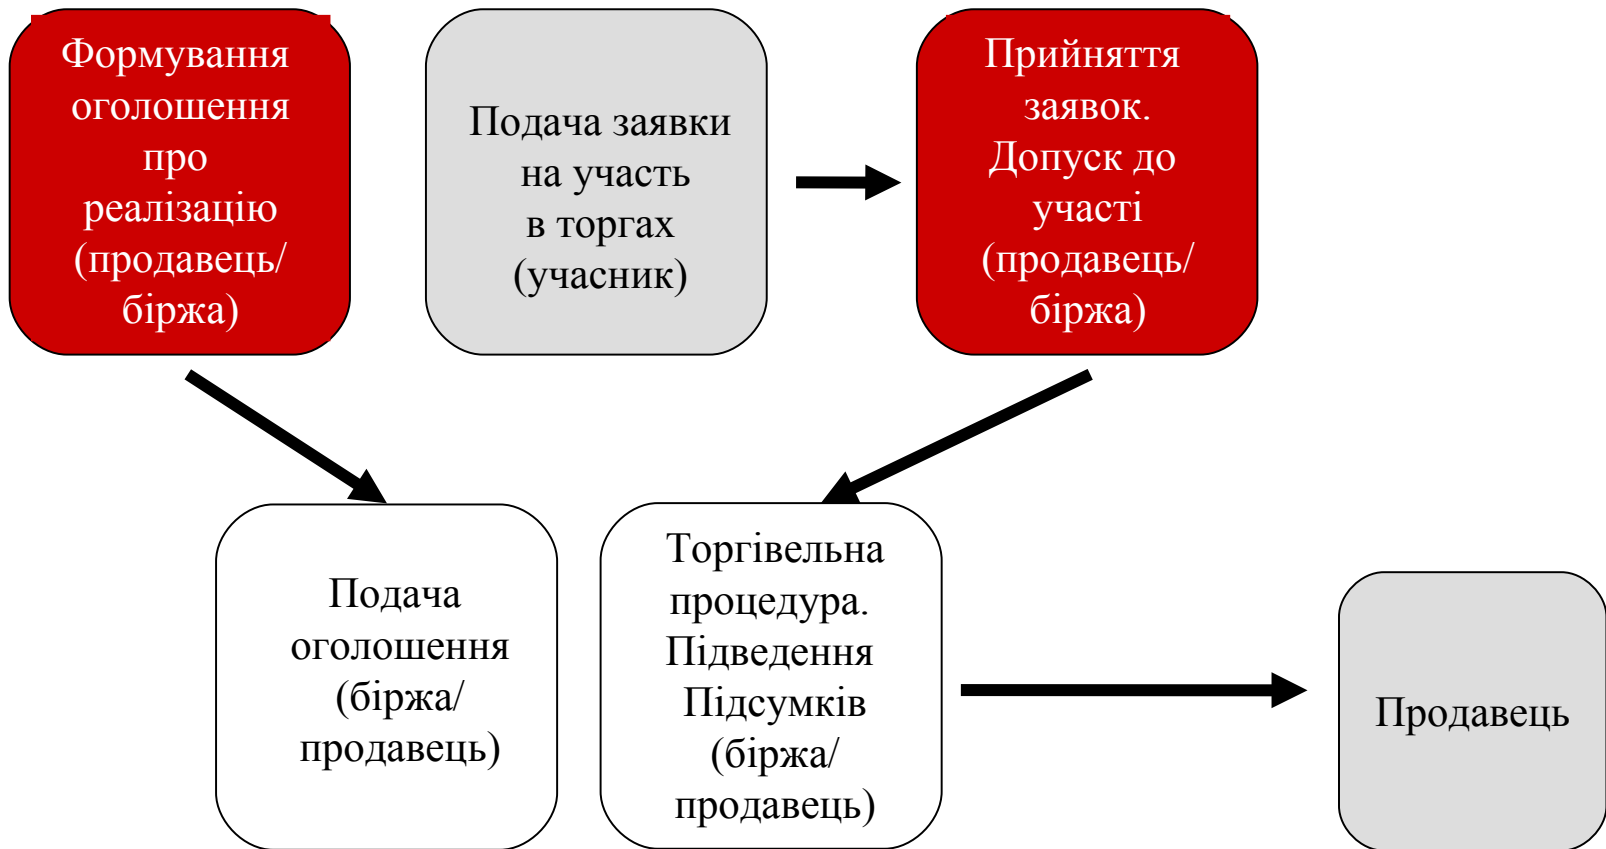 Формування
оголошення
про
реалізацію
(продавець/
біржа)
Подача заявки
на участь
в торгах
(учасник)
Прийняття
заявок.
Допуск до
участі
(продавець/
біржа)
Подача
оголошення
(біржа/
продавець)
Торгівельна
процедура.
Підведення
Підсумків
(біржа/
продавець)
Продавець